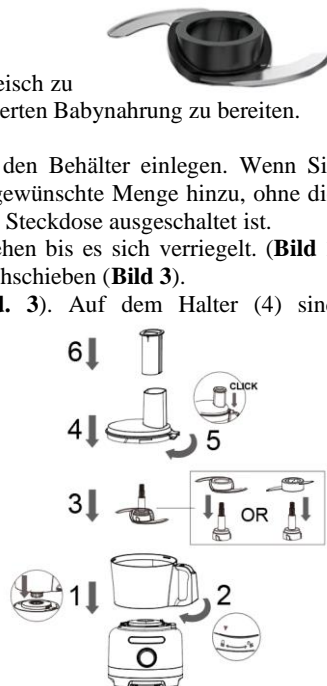 eisch zu
erten Babynahrung zu bereiten.
den Behälter einlegen. Wenn Si
gewünschte Menge hinzu, ohne di
Steckdose ausgeschaltet ist.
ehen bis es sich verriegelt. (Bild
hschieben (Bild 3).
d. 3). Auf dem Halter (4) sind
6
CLICK
4
5
3
OR
1
2